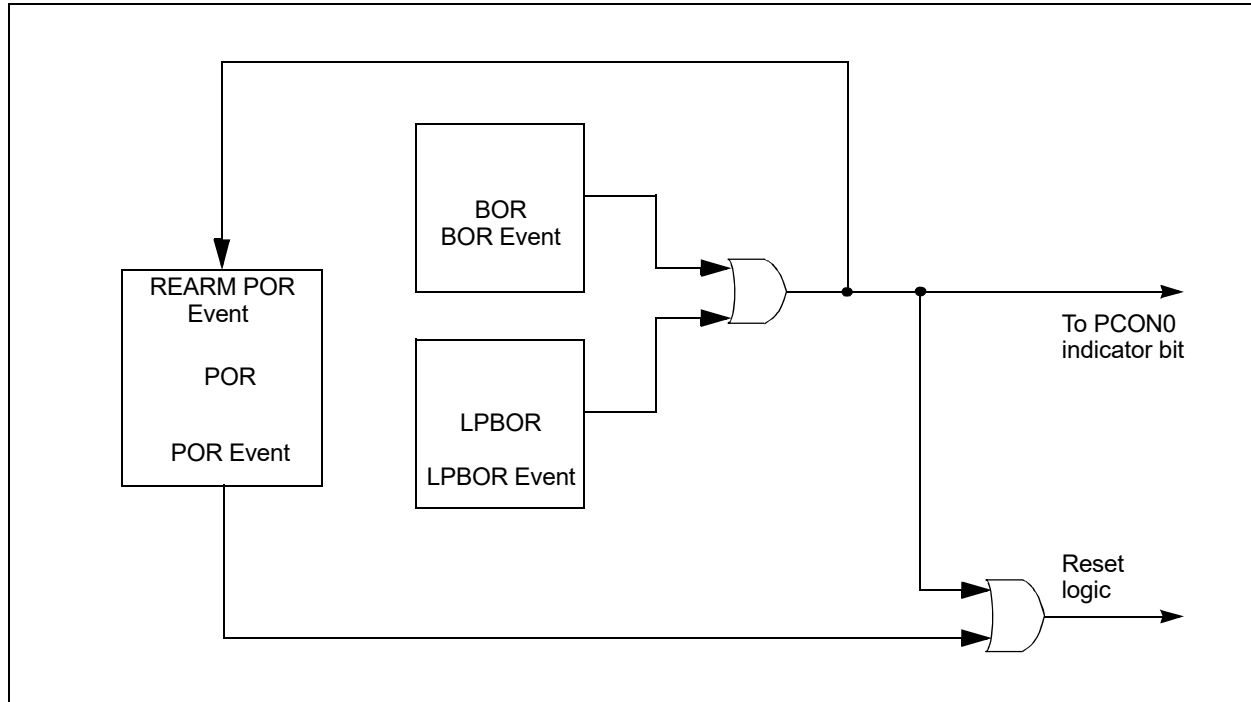 BOR
BOR Event
REARM POR
Event
POR
POR Event
LPBOR
LPBOR Event
To PCON0
indicator bit
Reset
logic